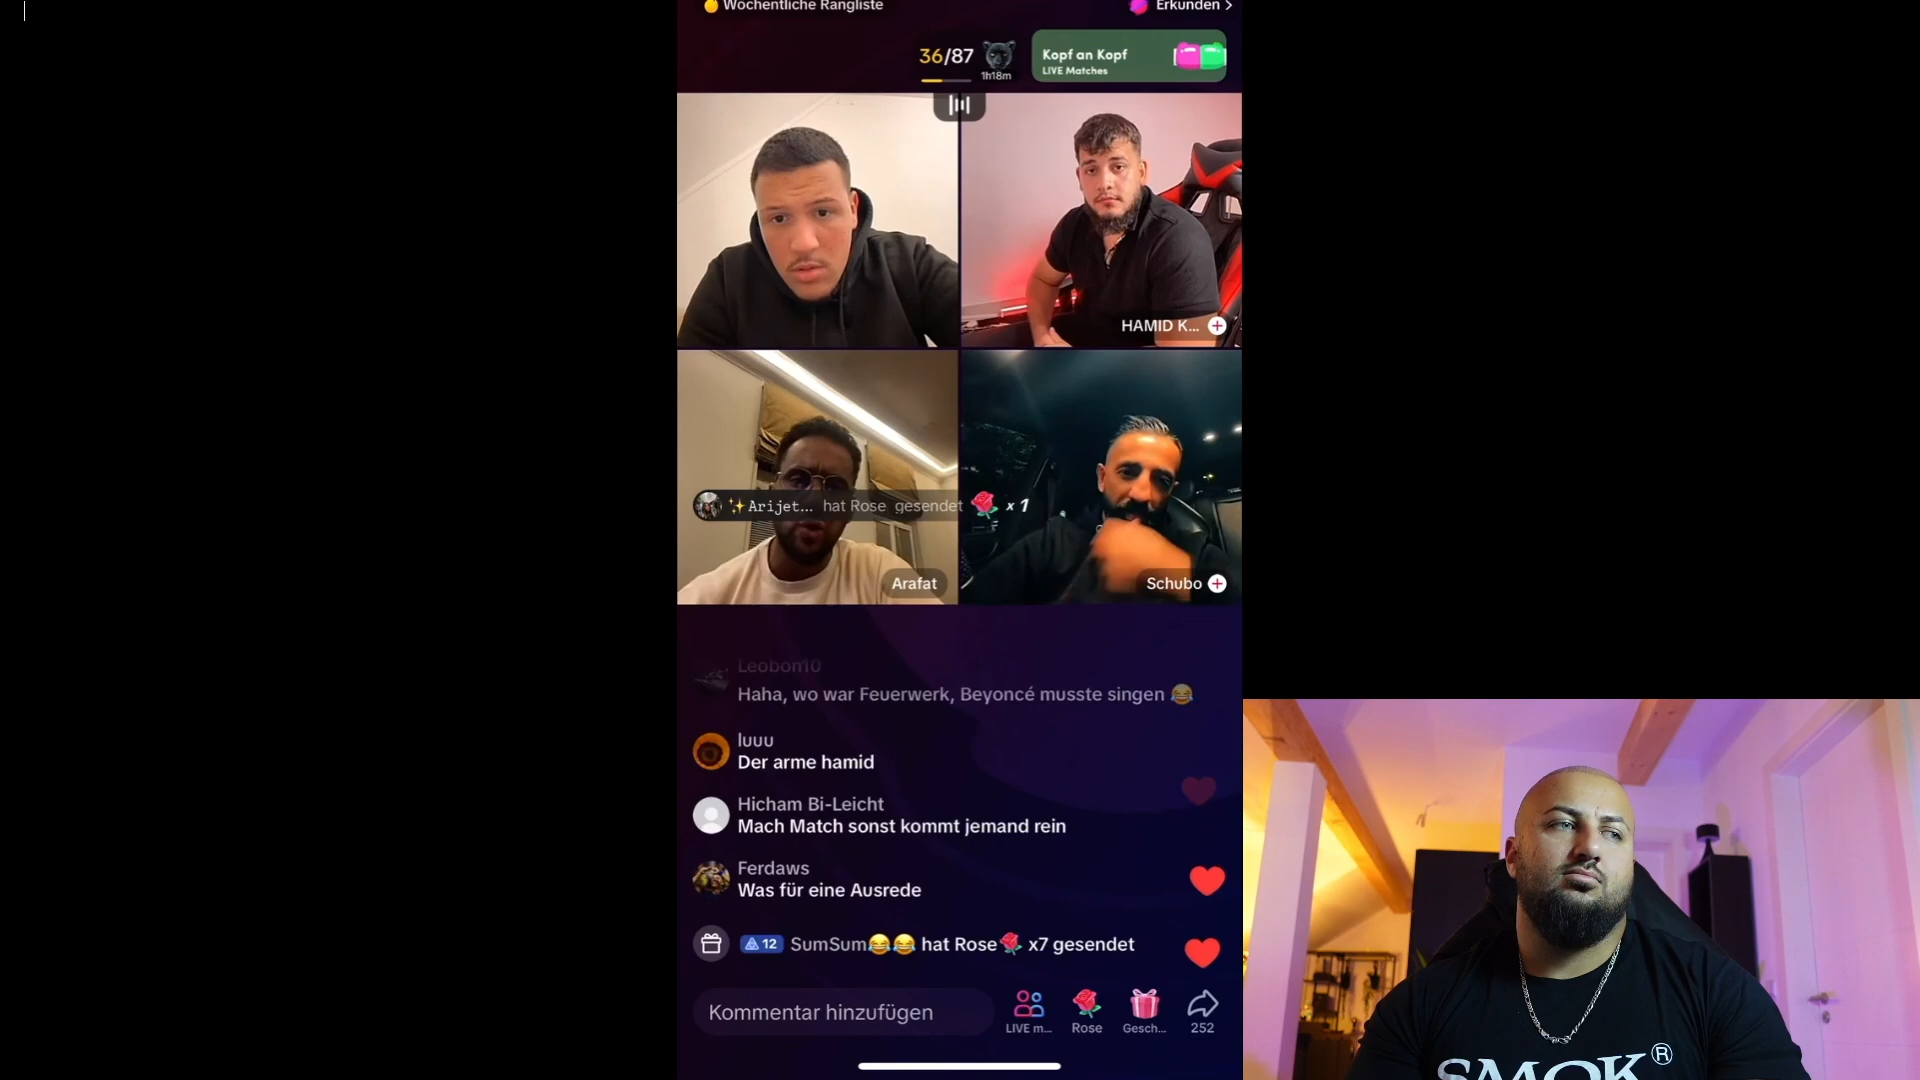 Wöchentliche Rangliste
Erkunden >
36/87
1h18m
Kopf an Kopf
LIVE Matches
HAMID K...
✨Arijet... hat Rose gesendet x 1
Arafat
Schubo
Leobon10
Haha, wo war Feuerwerk, Beyoncé musste singen 😂
luuu
Der arme hamid
Hicham Bi-Leicht
Mach Match sonst kommt jemand rein
Ferdaws
Was für eine Ausrede
12 SumSum😂😂 hat Rose🌹 x7 gesendet
Kommentar hinzufügen
LIVE m...
Rose
Gesch...
252
SMOK®